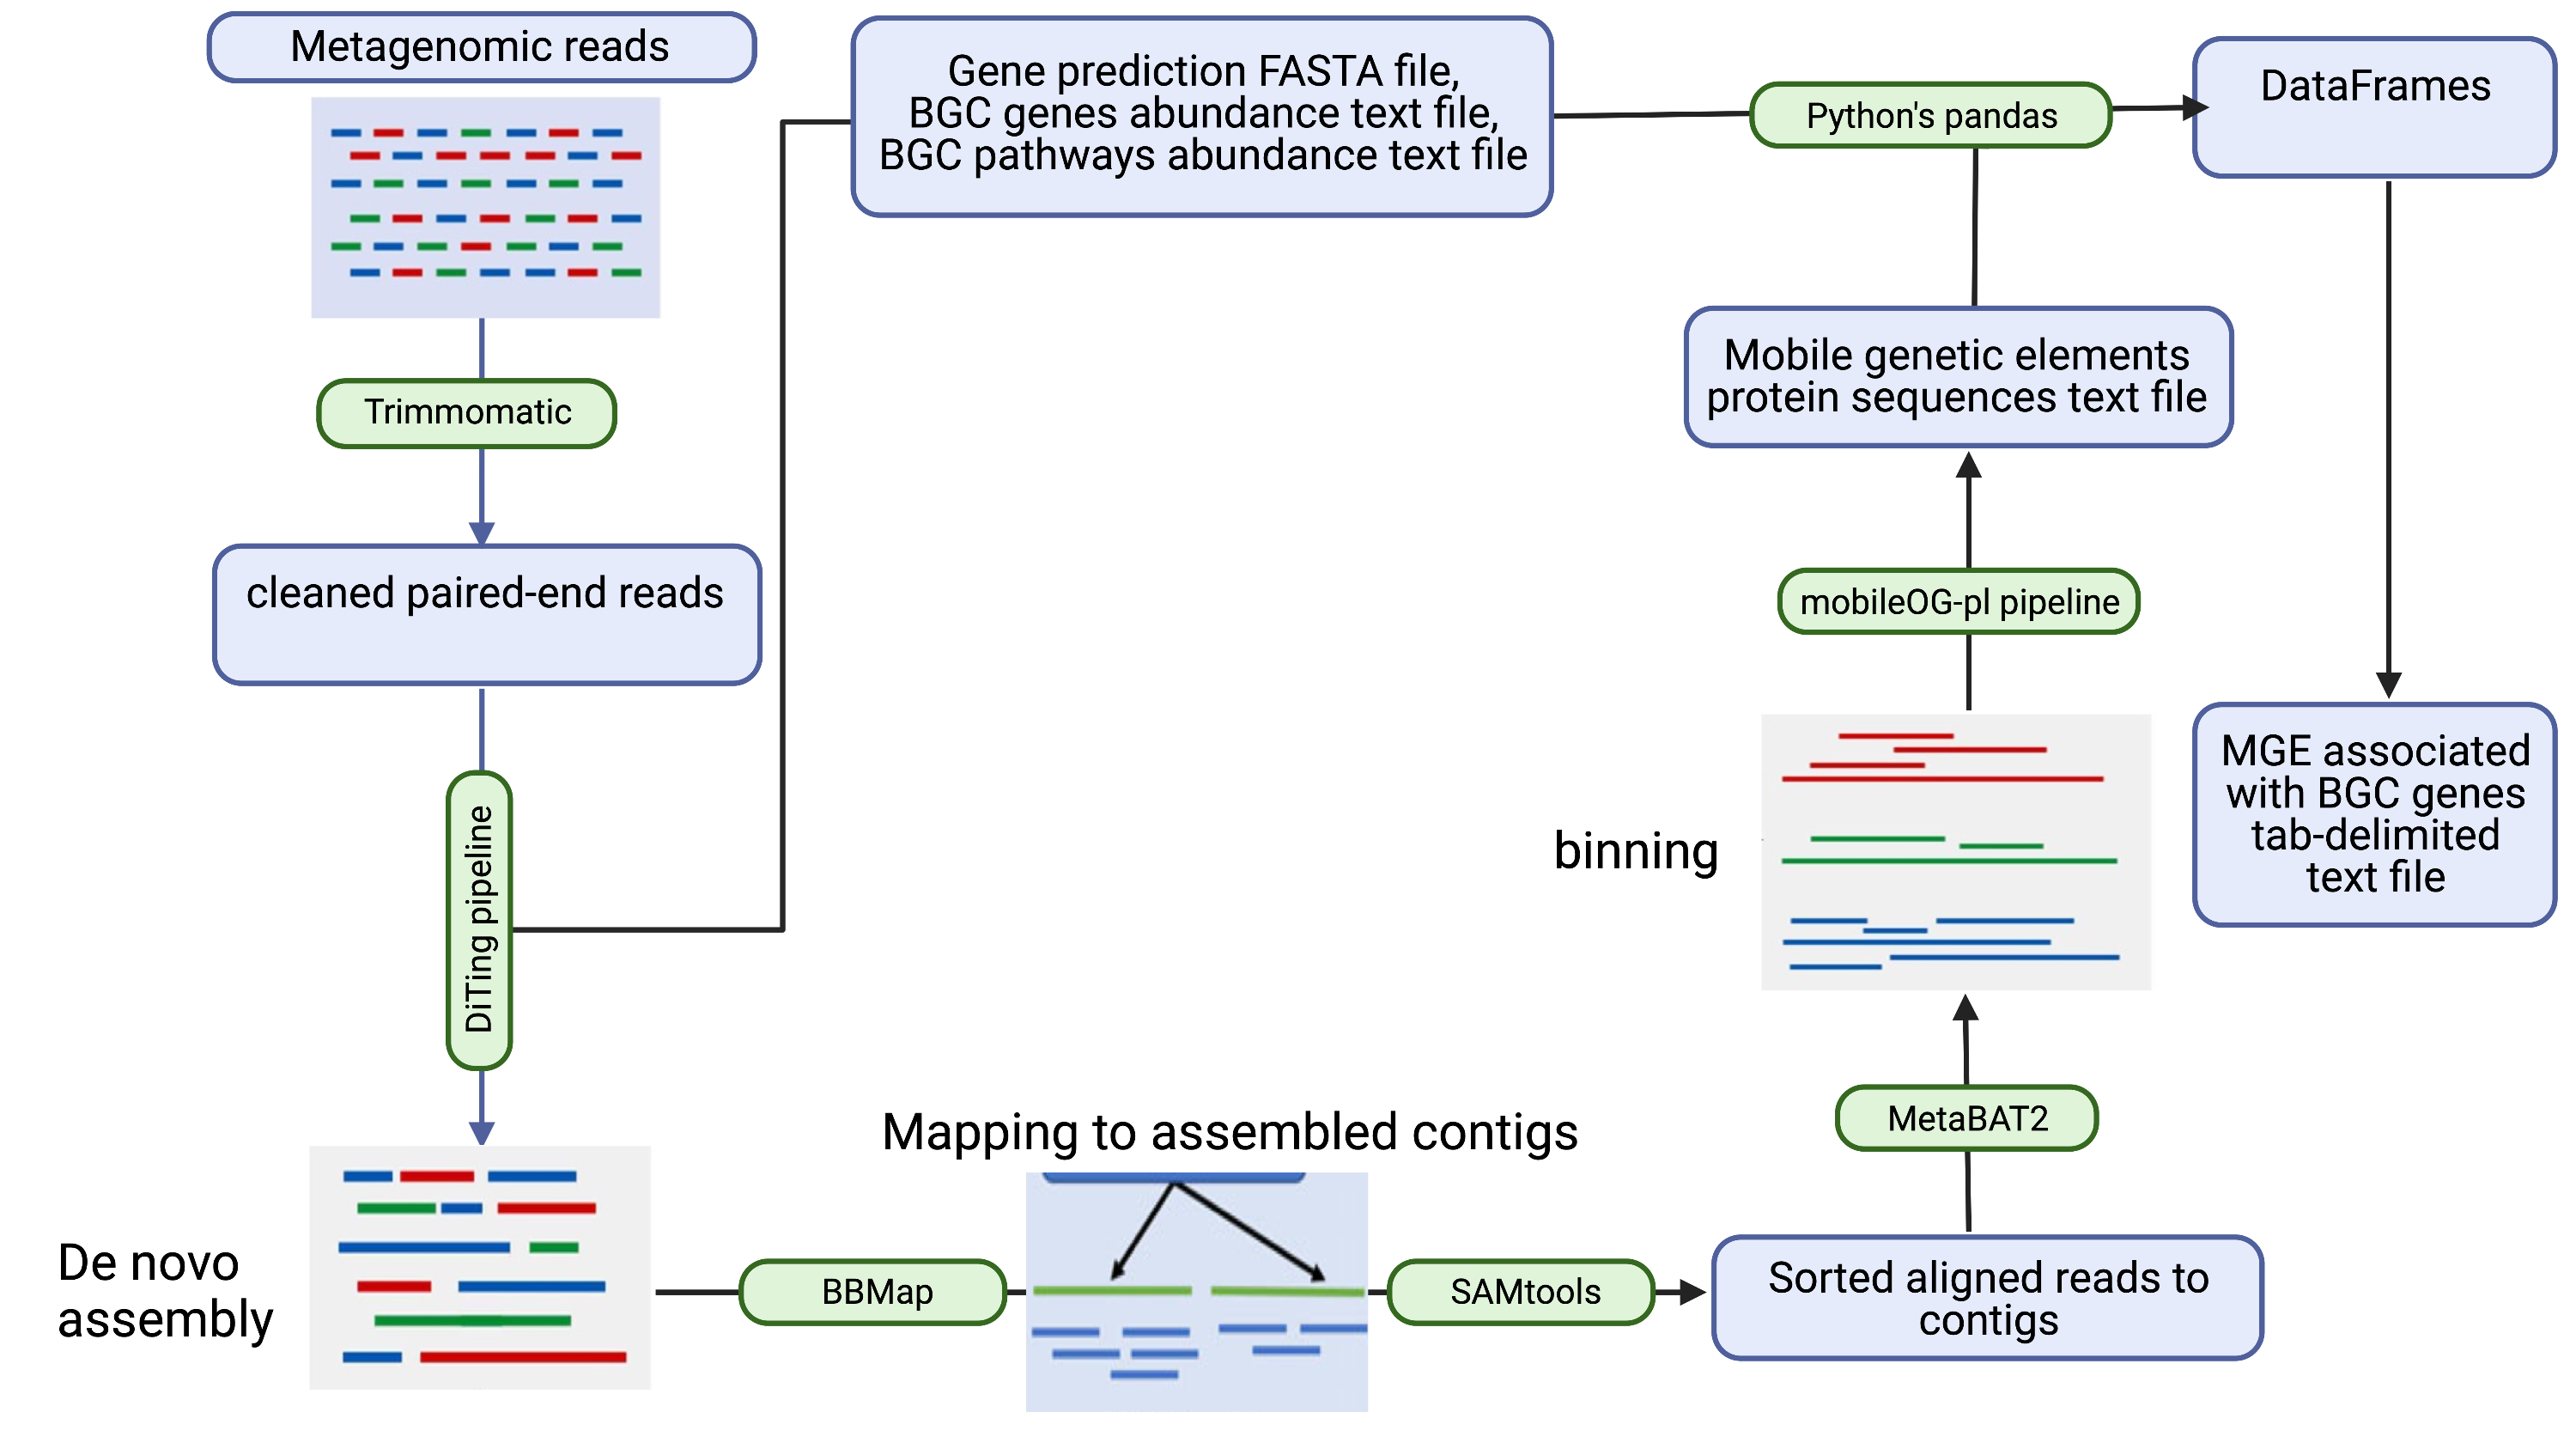 Metagenomic reads
Trimmomatic
cleaned paired-end reads
DiTing pipeline
De novo
assembly
BBMap
Mapping to assembled contigs
SAMtools
Sorted aligned reads to
contigs
MetaBAT2
binning
mobileOG-pl pipeline
Mobile genetic elements
protein sequences text file
Gene prediction FASTA file,
BGC genes abundance text file,
BGC pathways abundance text file
Python's pandas
DataFrames
MGE associated
with BGC genes
tab-delimited
text file